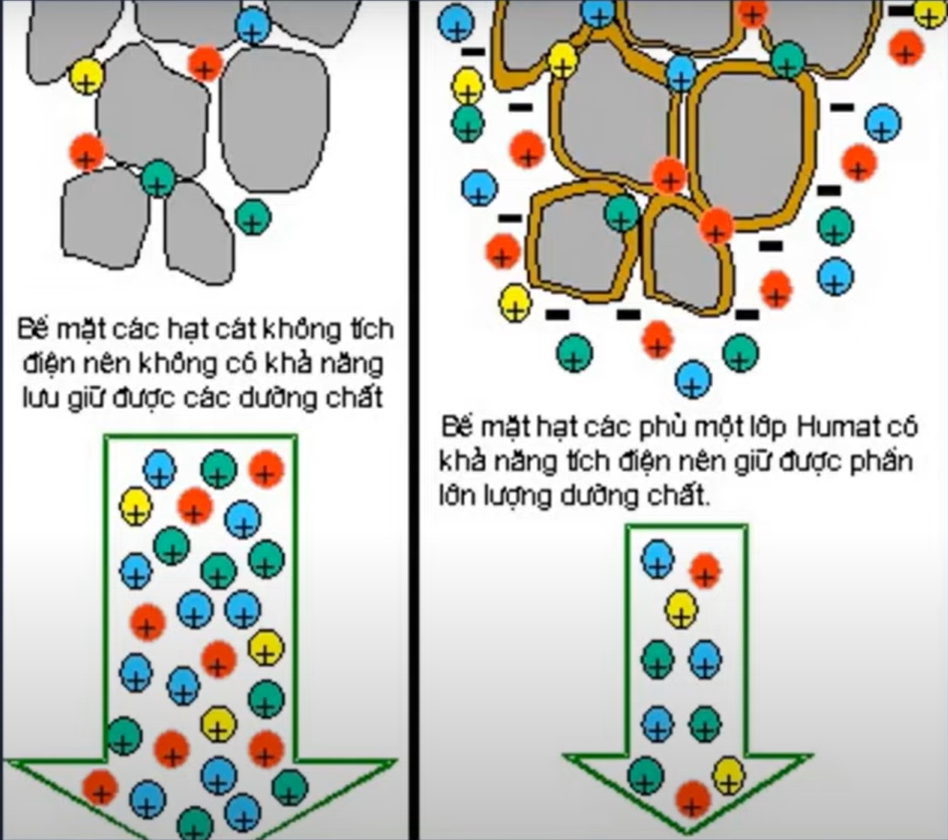 Bề mặt các hạt cát không tích
điện nên không có khả năng
lưu giữ được các dưỡng chất
Bề mặt hạt các phủ một lớp Humat có
khả năng tích điện nên giữ được phần
lớn lượng dưỡng chất.